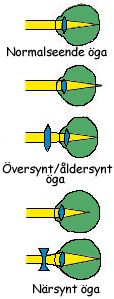 Normalseende öga
Översynt/åldersynt
öga
Närsynt öga